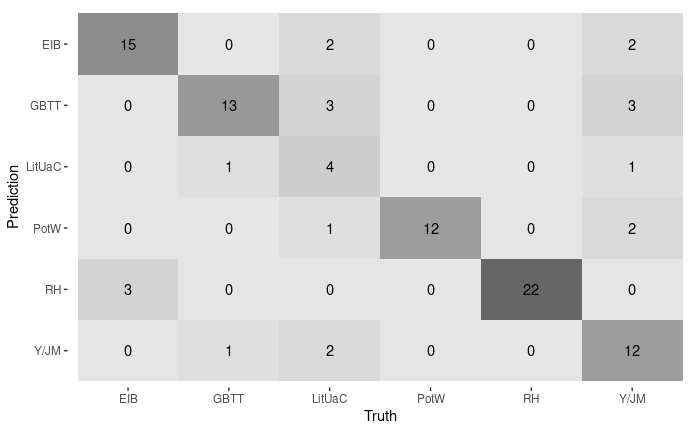 EIB 15 0 2 0 0 2
GBTT 0 13 3 0 0 3
LitUaC 0 1 4 0 0 1
PotW 0 0 1 12 0 2
RH 3 0 0 0 22 0
Y/JM 0 1 2 0 0 12
EIB GBTT LitUaC PotW RH Y/JM
Truth
Prediction